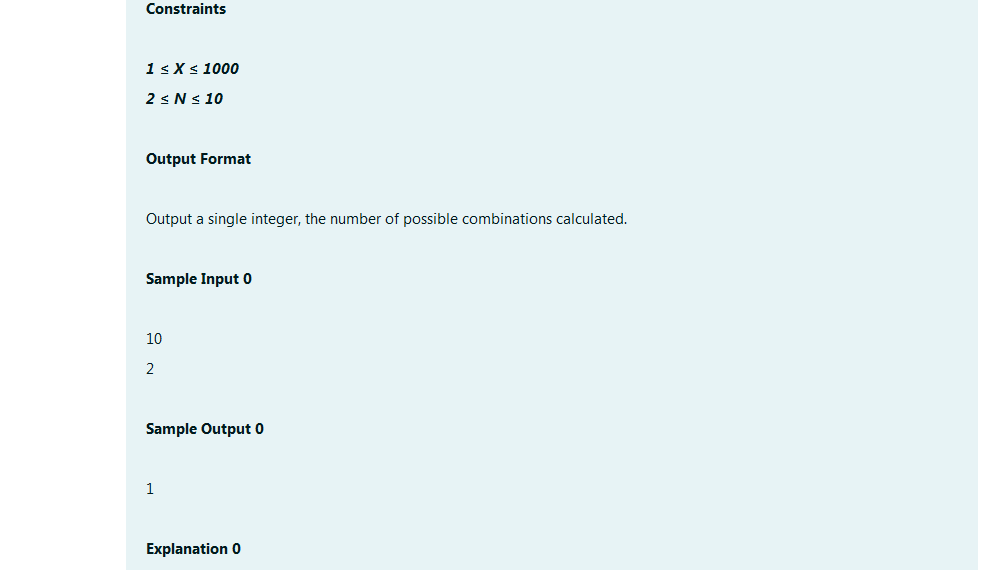 Constraints
1 ≤ X ≤ 1000
2 ≤ N ≤ 10
Output Format
Output a single integer, the number of possible combinations calculated.
Sample Input 0
10
2
Sample Output 0
1
Explanation 0